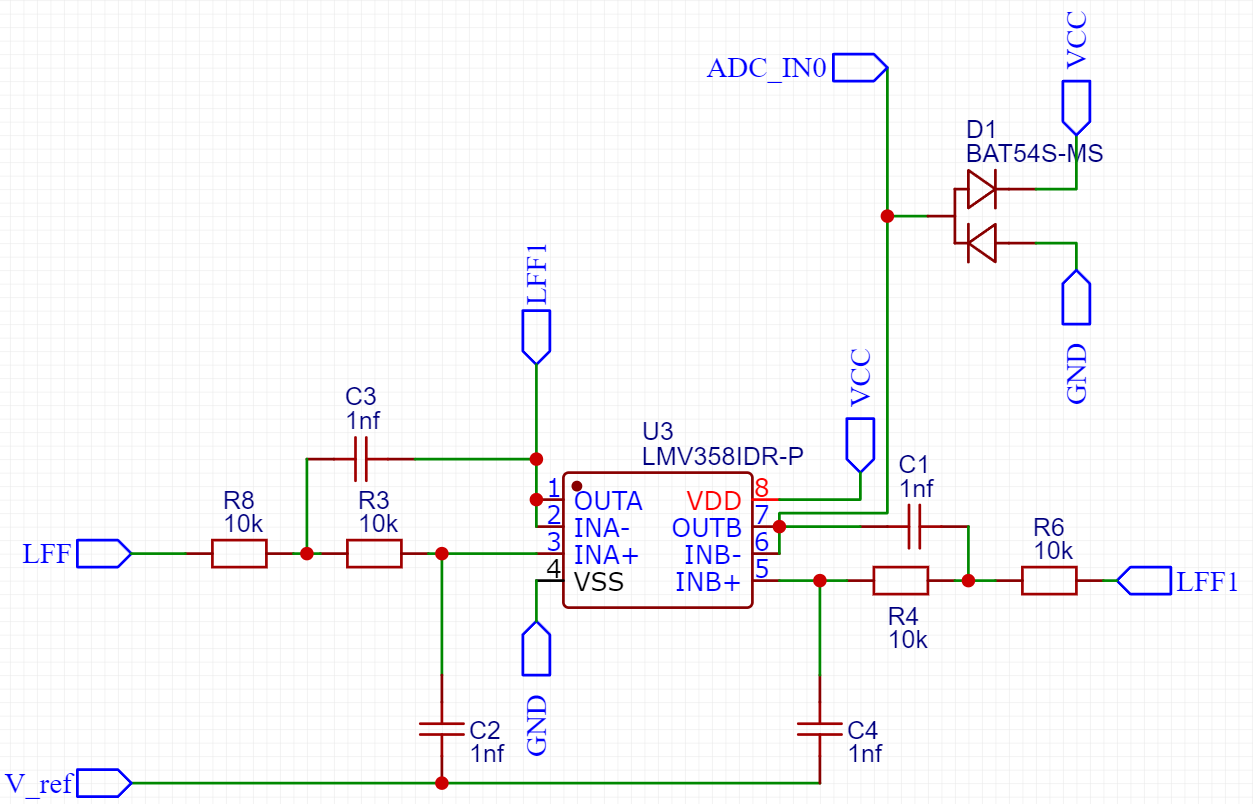 VCC
ADC_IN0
D1
BAT54S-MS
LFF1
GND
VCC
C3
1nf
U3
LMV358IDR-P
C1
1nf
R8
10k
R3
10k
1
OUTA
VDD
8
2
INA-
OUTB
7
3
INA+
INB-
6
4
VSS
INB+
5
R6
10k
LFF
LFF1
R4
10k
GND
C2
1nf
C4
1nf
V_ref